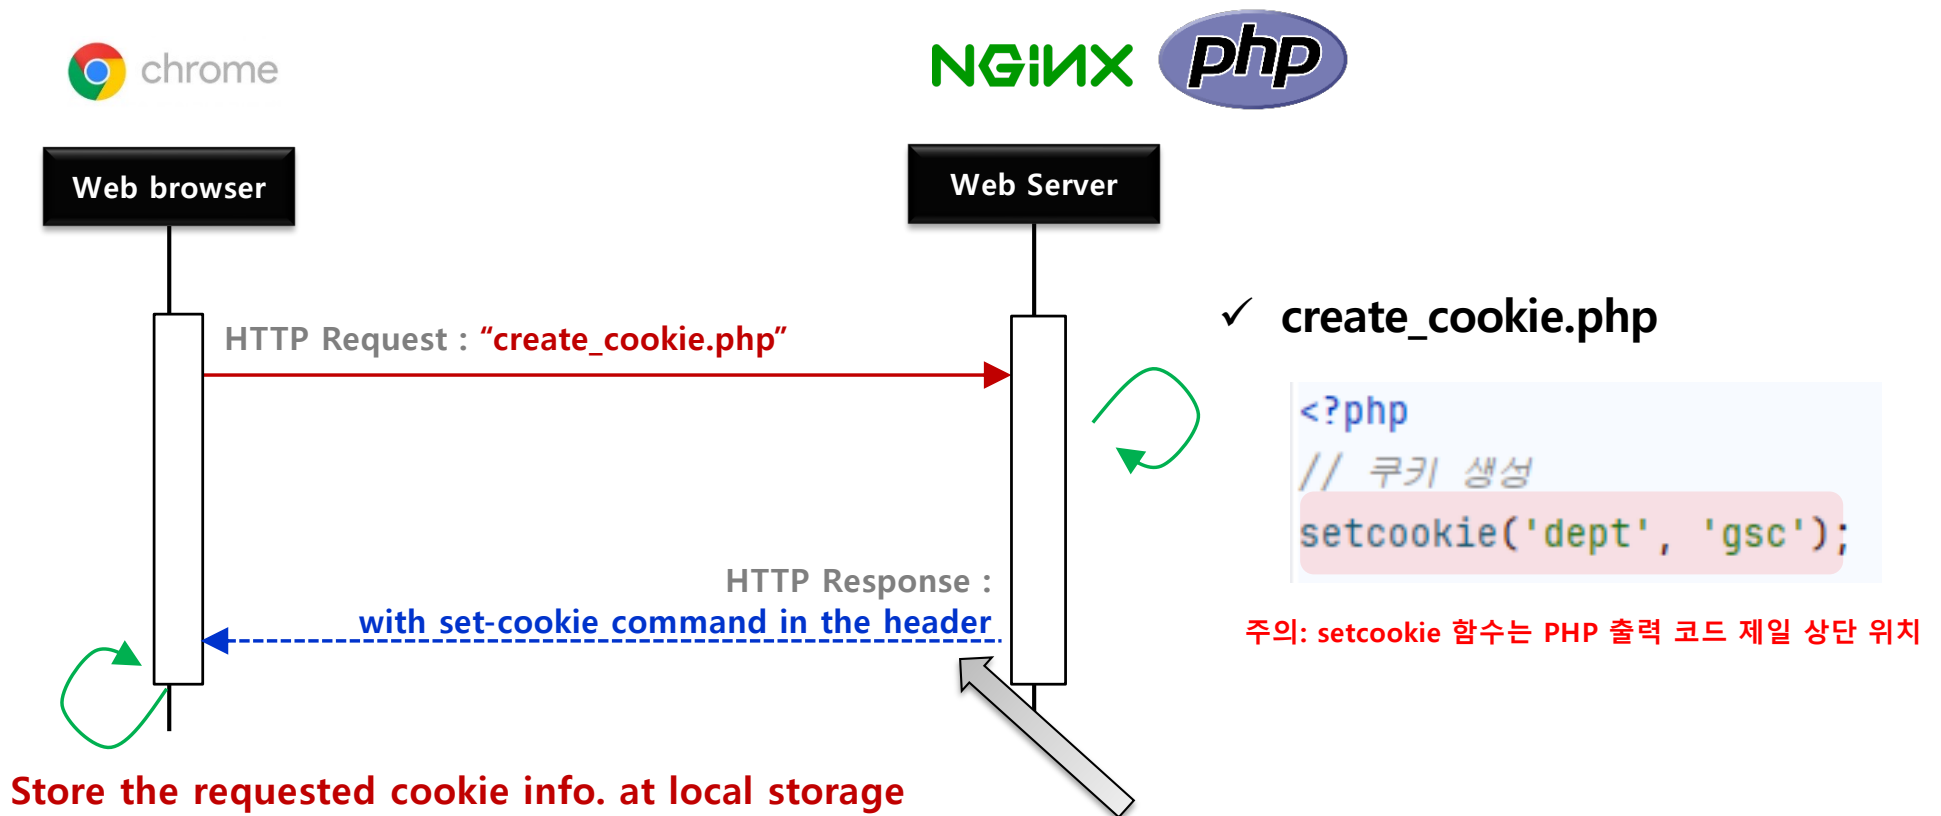 chrome
NGiNX
php
Web browser
Web Server
HTTP Request : “create_cookie.php”
✓ create_cookie.php
<?php
// 쿠키 생성
setcookie('dept', 'gsc');
HTTP Response :
with set-cookie command in the header
주의: setcookie 함수는 PHP 출력 코드 제일 상단 위치
Store the requested cookie info. at local storage